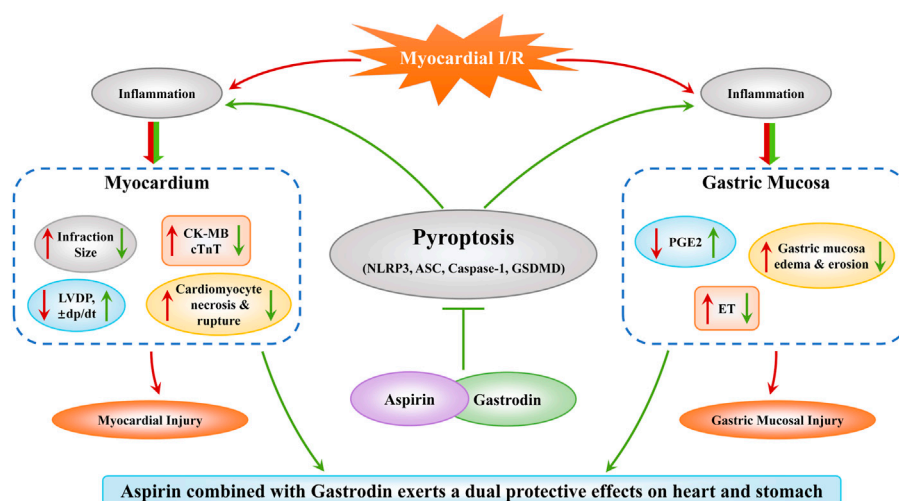 Myocardial I/R
Inflammation
Inflammation
Myocardium
Infraction
Size
CK-MB
cTnT
LVDP,
±dp/dt
Cardiomyocyte
necrosis &
rupture
Pyroptosis
(NLRP3, ASC, Caspase-1, GSDMD)
Gastric Mucosa
PGE2
Gastric mucosa
edema & erosion
ET
Aspirin
Gastrodin
Myocardial Injury
Gastric Mucosal Injury
Aspirin combined with Gastrodin exerts a dual protective effects on heart and stomach